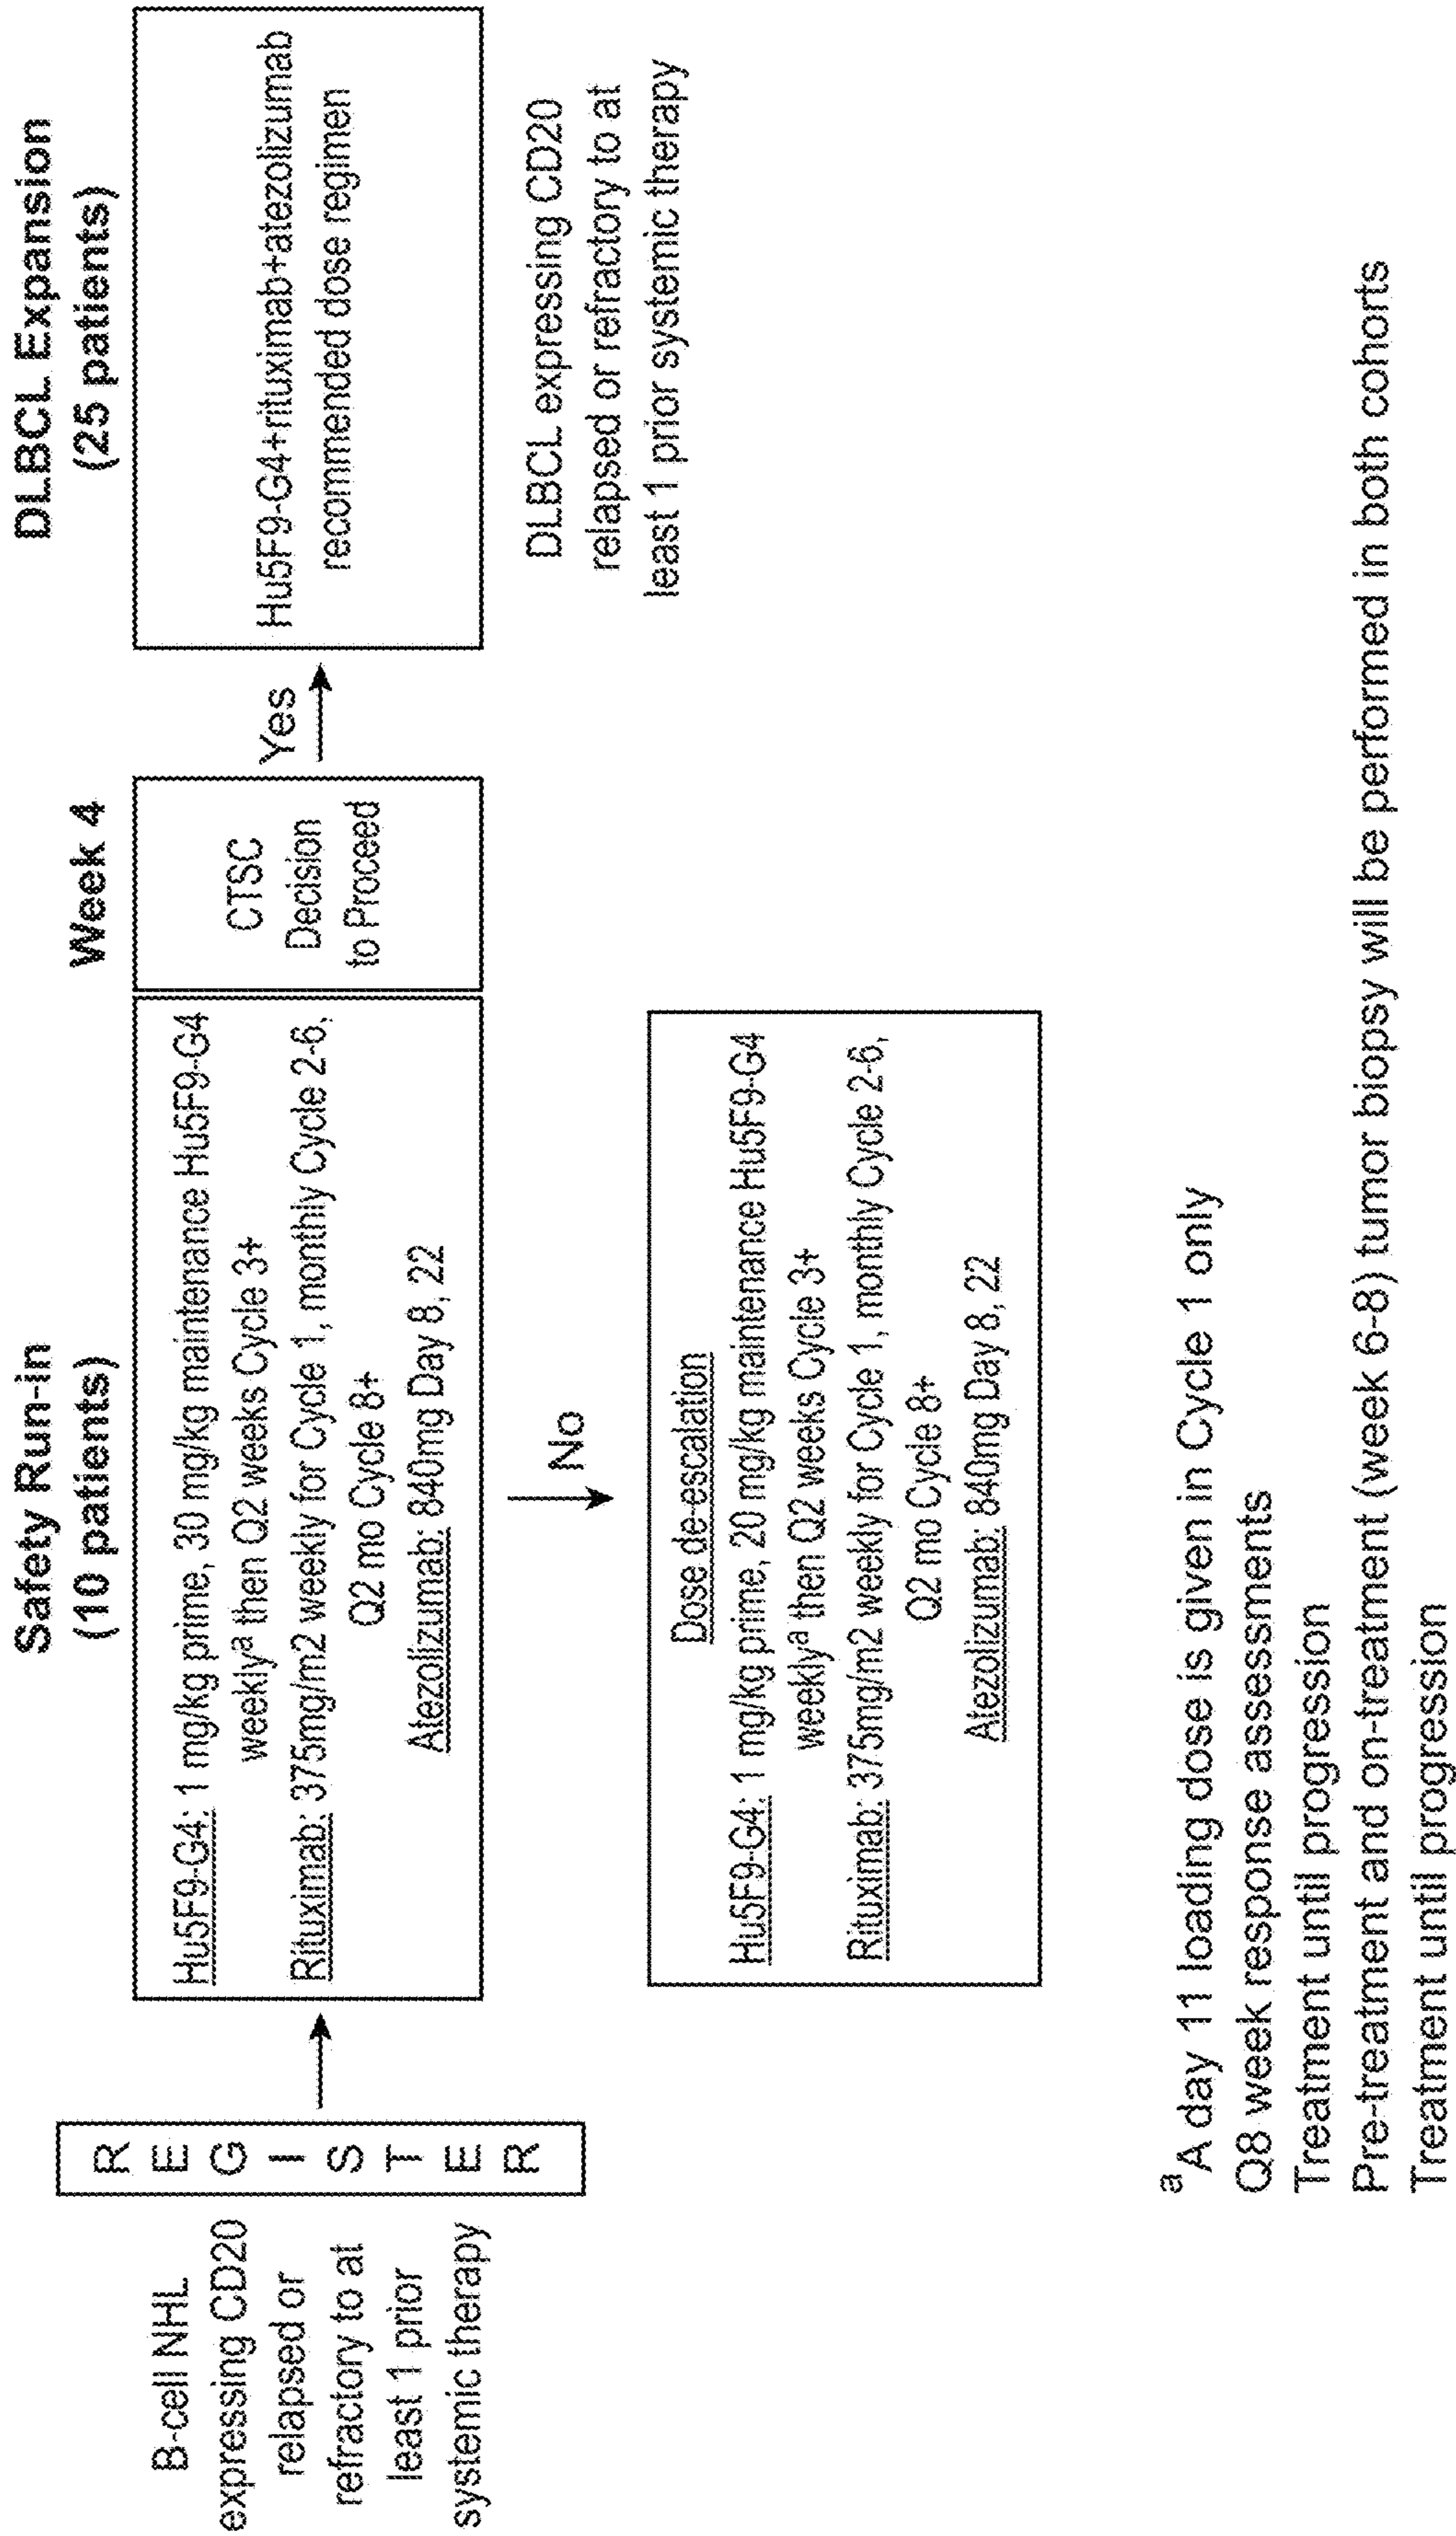 B-cell NHL
expressing CD20
relapsed or
refractory to at
least 1 prior
systemic therapy
R
E
G
I
S
T
E
R
Safety Run-in
(10 patients)
Hu5F9-G4: 1 mg/kg prime, 30 mg/kg maintenance Hu5F9-G4
weeklyª then Q2 weeks Cycle 3+
Rituximab: 375mg/m2 weekly for Cycle 1, monthly Cycle 2-6,
Q2 mo Cycle 8+
Atezolizumab: 840mg Day 8, 22
No
Dose de-escalation
Hu5F9-G4: 1 mg/kg prime, 20 mg/kg maintenance Hu5F9-G4
weeklyª then Q2 weeks Cycle 3+
Rituximab: 375mg/m2 weekly for Cycle 1, monthly Cycle 2-6,
Q2 mo Cycle 8+
Atezolizumab: 840mg Day 8, 22
Week 4
CTSC
Decision
to Proceed
Yes
DLBCL Expansion
(25 patients)
Hu5F9-G4+rituximab+atezolizumab
recommended dose regimen
DLBCL expressing CD20
relapsed or refractory to at
least 1 prior systemic therapy
ª A day 11 loading dose is given in Cycle 1 only
Q8 week response assessments
Treatment until progression
Pre-treatment and on-treatment (week 6-8) tumor biopsy will be performed in both cohorts
Treatment until progression